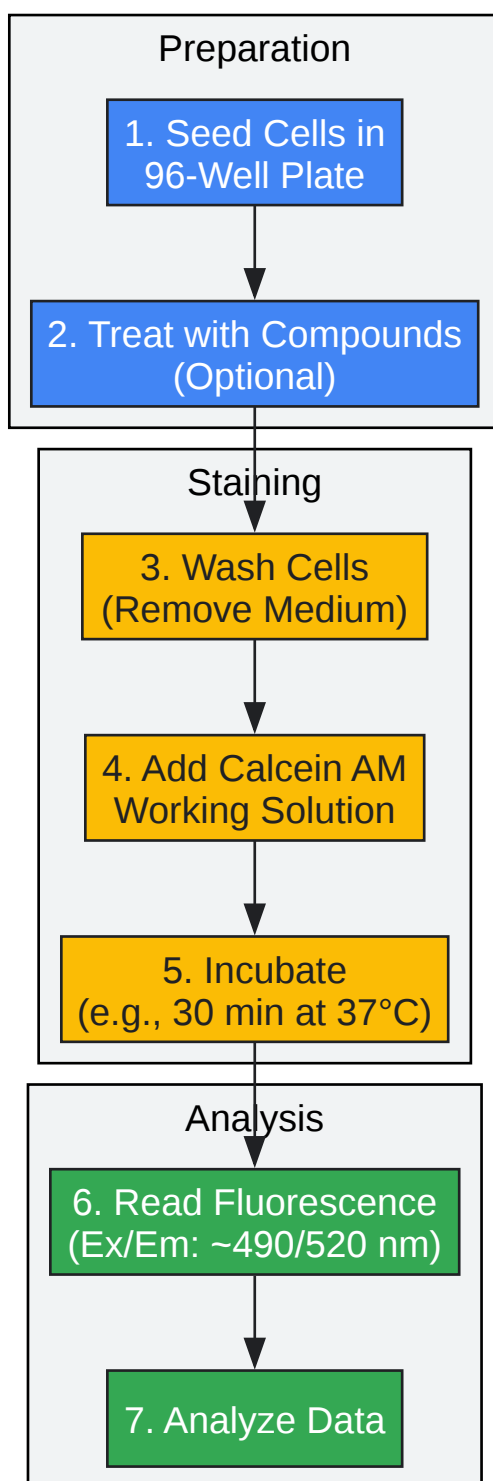 Preparation
1. Seed Cells in
96-Well Plate
2. Treat with Compounds
(Optional)
Staining
3. Wash Cells
(Remove Medium)
4. Add Calcein AM
Working Solution
5. Incubate
(e.g., 30 min at 37°C)
Analysis
6. Read Fluorescence
(Ex/Em: ~490/520 nm)
7. Analyze Data